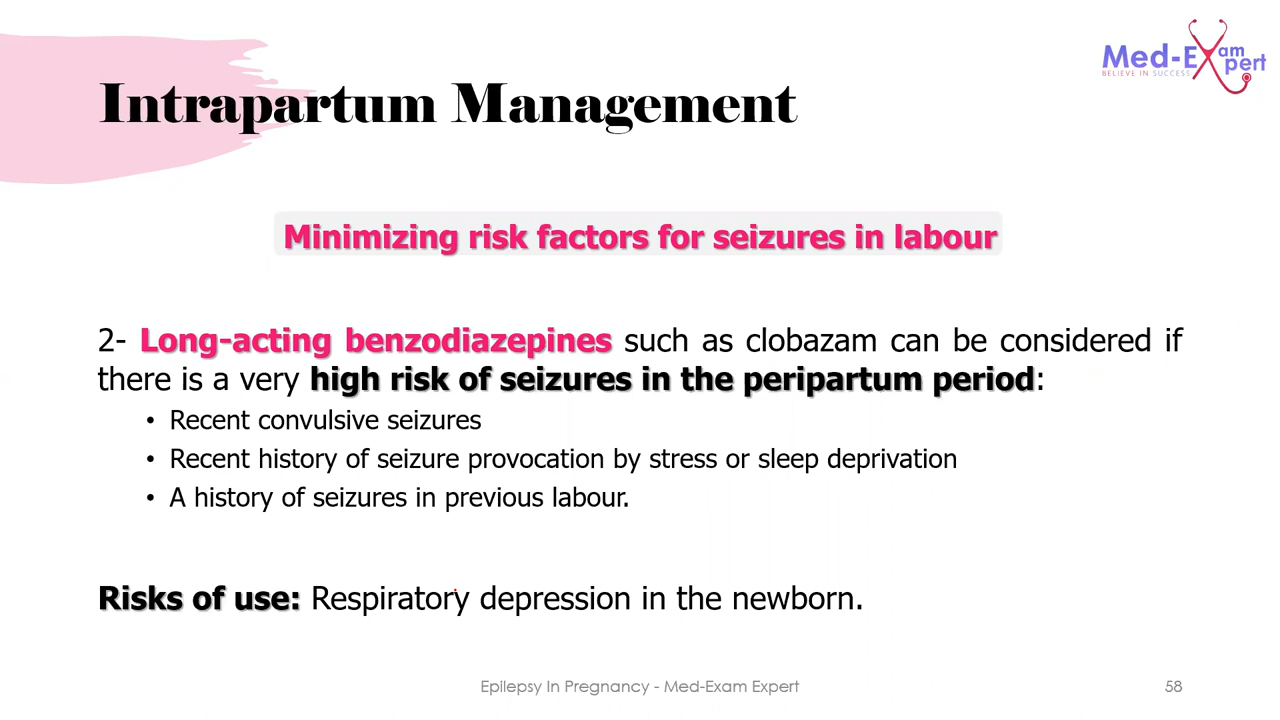 Med-Exam Expert
BELIEVE IN SUCCESS
Intrapartum Management
Minimizing risk factors for seizures in labour
2- Long-acting benzodiazepines such as clobazam can be considered if
there is a very high risk of seizures in the peripartum period:
• Recent convulsive seizures
• Recent history of seizure provocation by stress or sleep deprivation
• A history of seizures in previous labour.
Risks of use: Respiratory depression in the newborn.
Epilepsy In Pregnancy - Med-Exam Expert
58